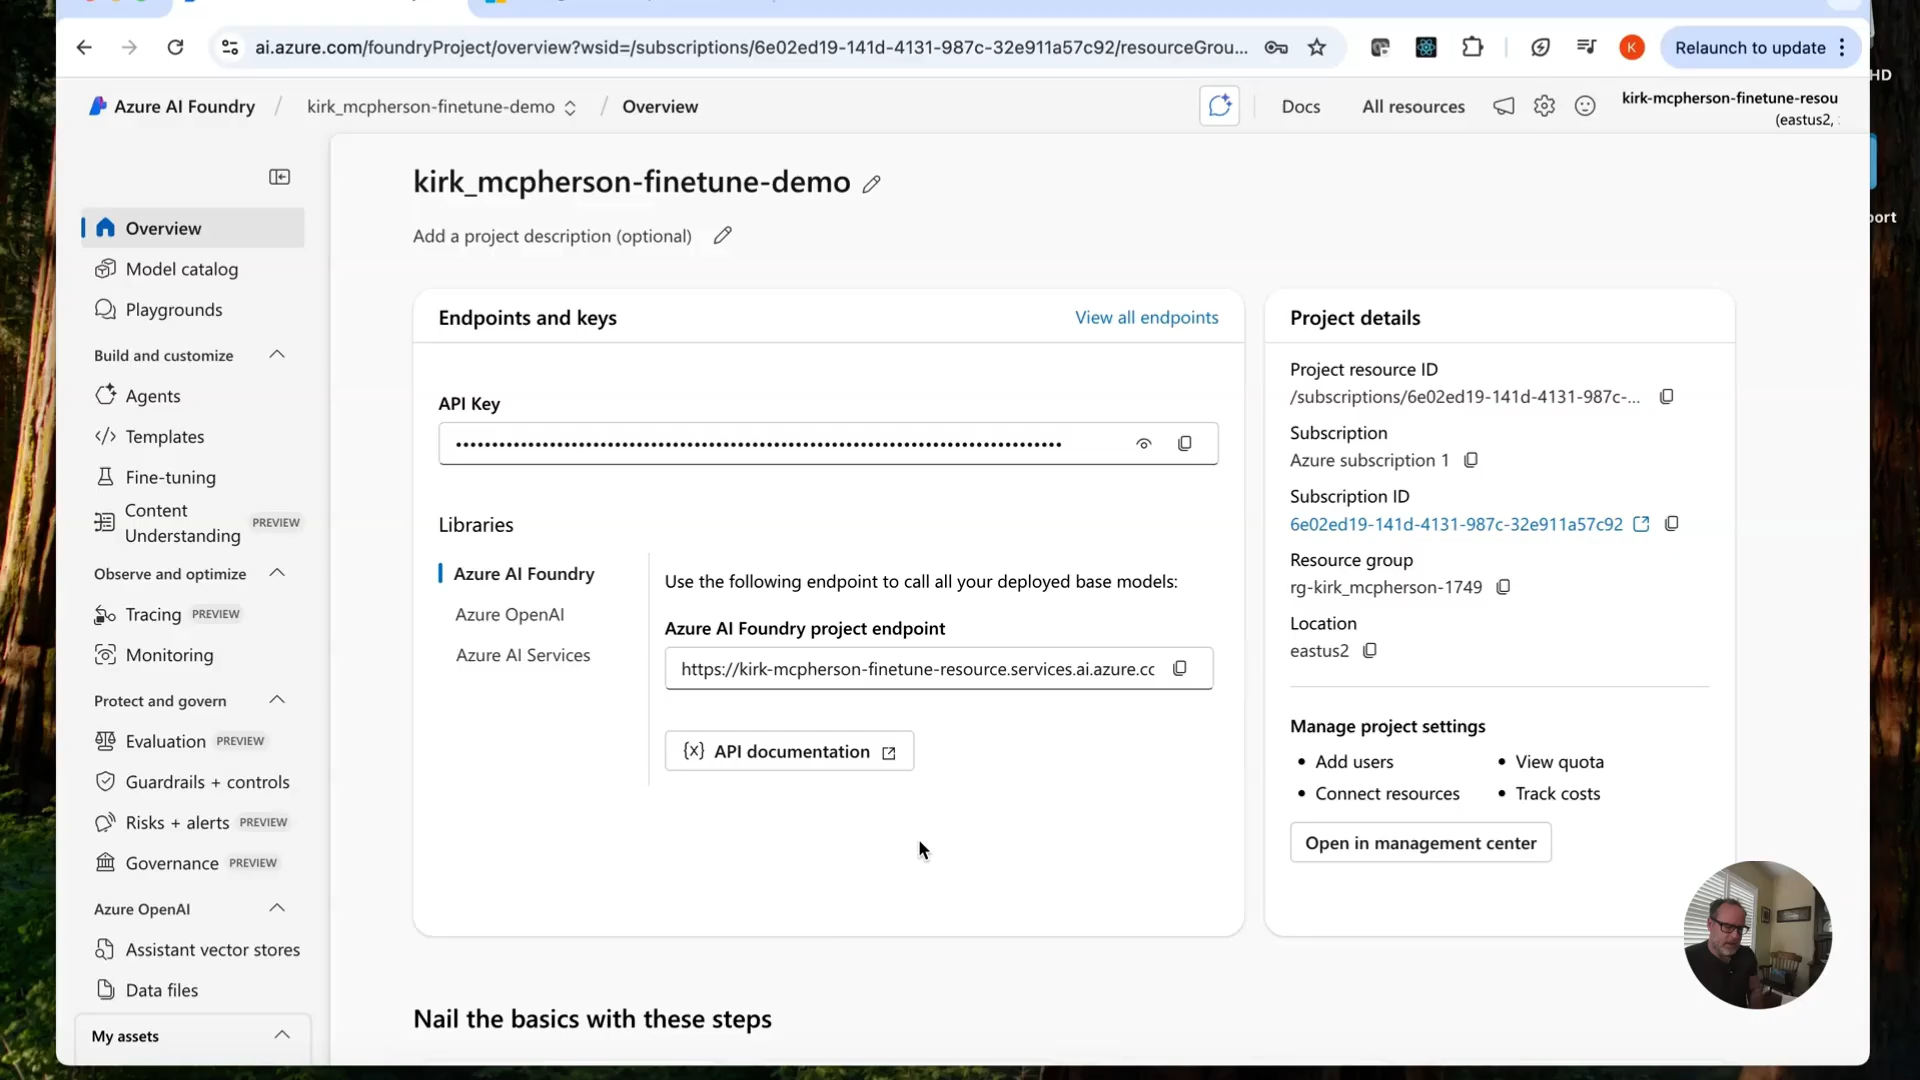 ai.azure.com/foundryProject/overview?wsid=/subscriptions/6e02ed19-141d-4131-987c-32e911a57c92/resourceGrou...
K
Relaunch to update
HD
Azure AI Foundry / kirk_mcpherson-finetune-demo / Overview
Docs
All resources
kirk-mcpherson-finetune-resou
(eastus2,
port
Overview
Model catalog
Playgrounds
Build and customize
Agents
Templates
Fine-tuning
Content
Understanding PREVIEW
Observe and optimize
Tracing PREVIEW
Monitoring
Protect and govern
Evaluation PREVIEW
Guardrails + controls
Risks + alerts PREVIEW
Governance PREVIEW
Azure OpenAI
Assistant vector stores
Data files
My assets
kirk_mcpherson-finetune-demo
Add a project description (optional)
Endpoints and keys
View all endpoints
API Key
Libraries
Azure AI Foundry
Azure OpenAI
Azure AI Services
Use the following endpoint to call all your deployed base models:
Azure AI Foundry project endpoint
https://kirk-mcpherson-finetune-resource.services.ai.azure.cc
{x} API documentation
Project details
Project resource ID
/subscriptions/6e02ed19-141d-4131-987c-...
Subscription
Azure subscription 1
Subscription ID
6e02ed19-141d-4131-987c-32e911a57c92
Resource group
rg-kirk_mcpherson-1749
Location
eastus2
Manage project settings
• Add users
• View quota
• Connect resources
• Track costs
Open in management center
Nail the basics with these steps